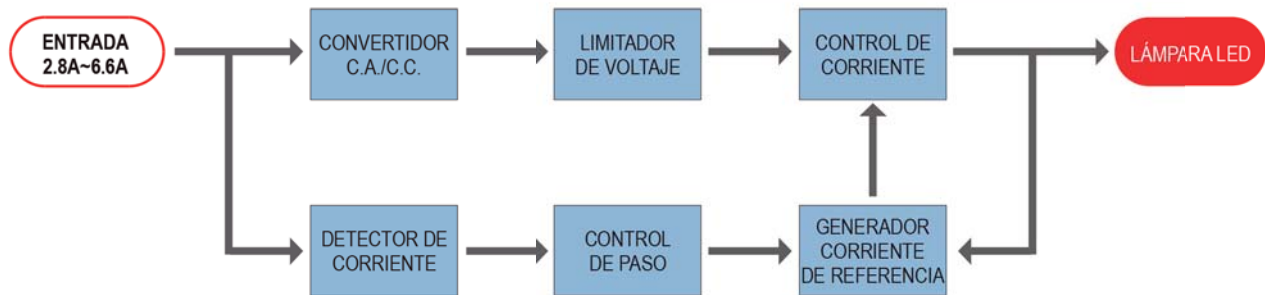 ENTRADA
2.8A~6.6A
CONVERTIDOR
C.A./C.C.
LIMITADOR
DE VOLTAJE
CONTROL DE
CORRIENTE
LÁMPARA LED
DETECTOR DE
CORRIENTE
CONTROL
DE PASO
GENERADOR
CORRIENTE
DE REFERENCIA